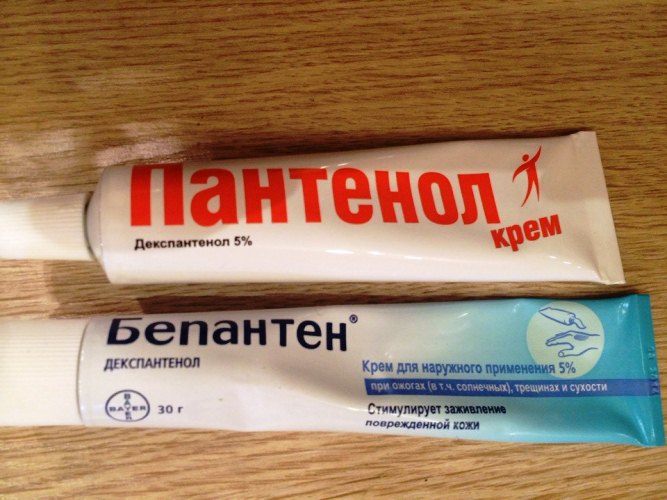 Пантенол
крем
Декспантенол 5%
Бепантен®
ДЕКСПАНТЕНОЛ
Крем для наружного применения 5%
при ожогах (в т.ч. солнечных), трещинах и сухости
Стимулирует заживление
поврежденной кожи
BAYER
30 г